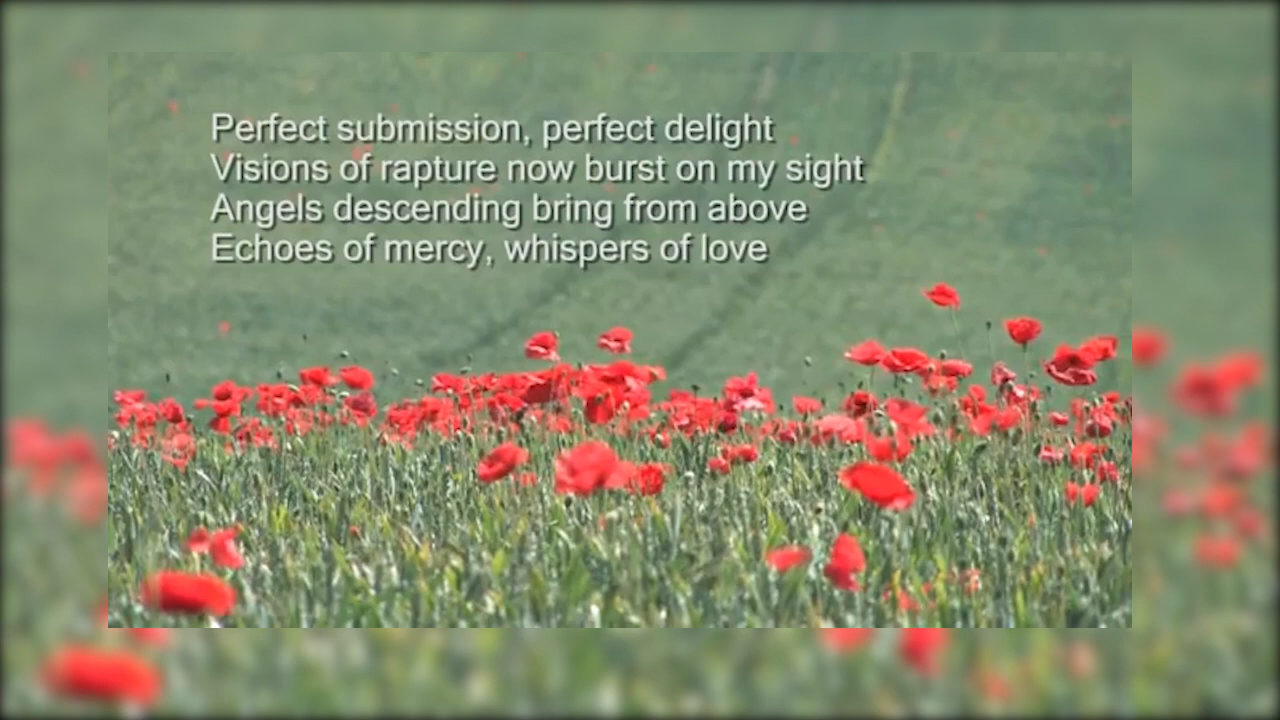 Perfect submission, perfect delight
Visions of rapture now burst on my sight
Angels descending bring from above
Echoes of mercy, whispers of love